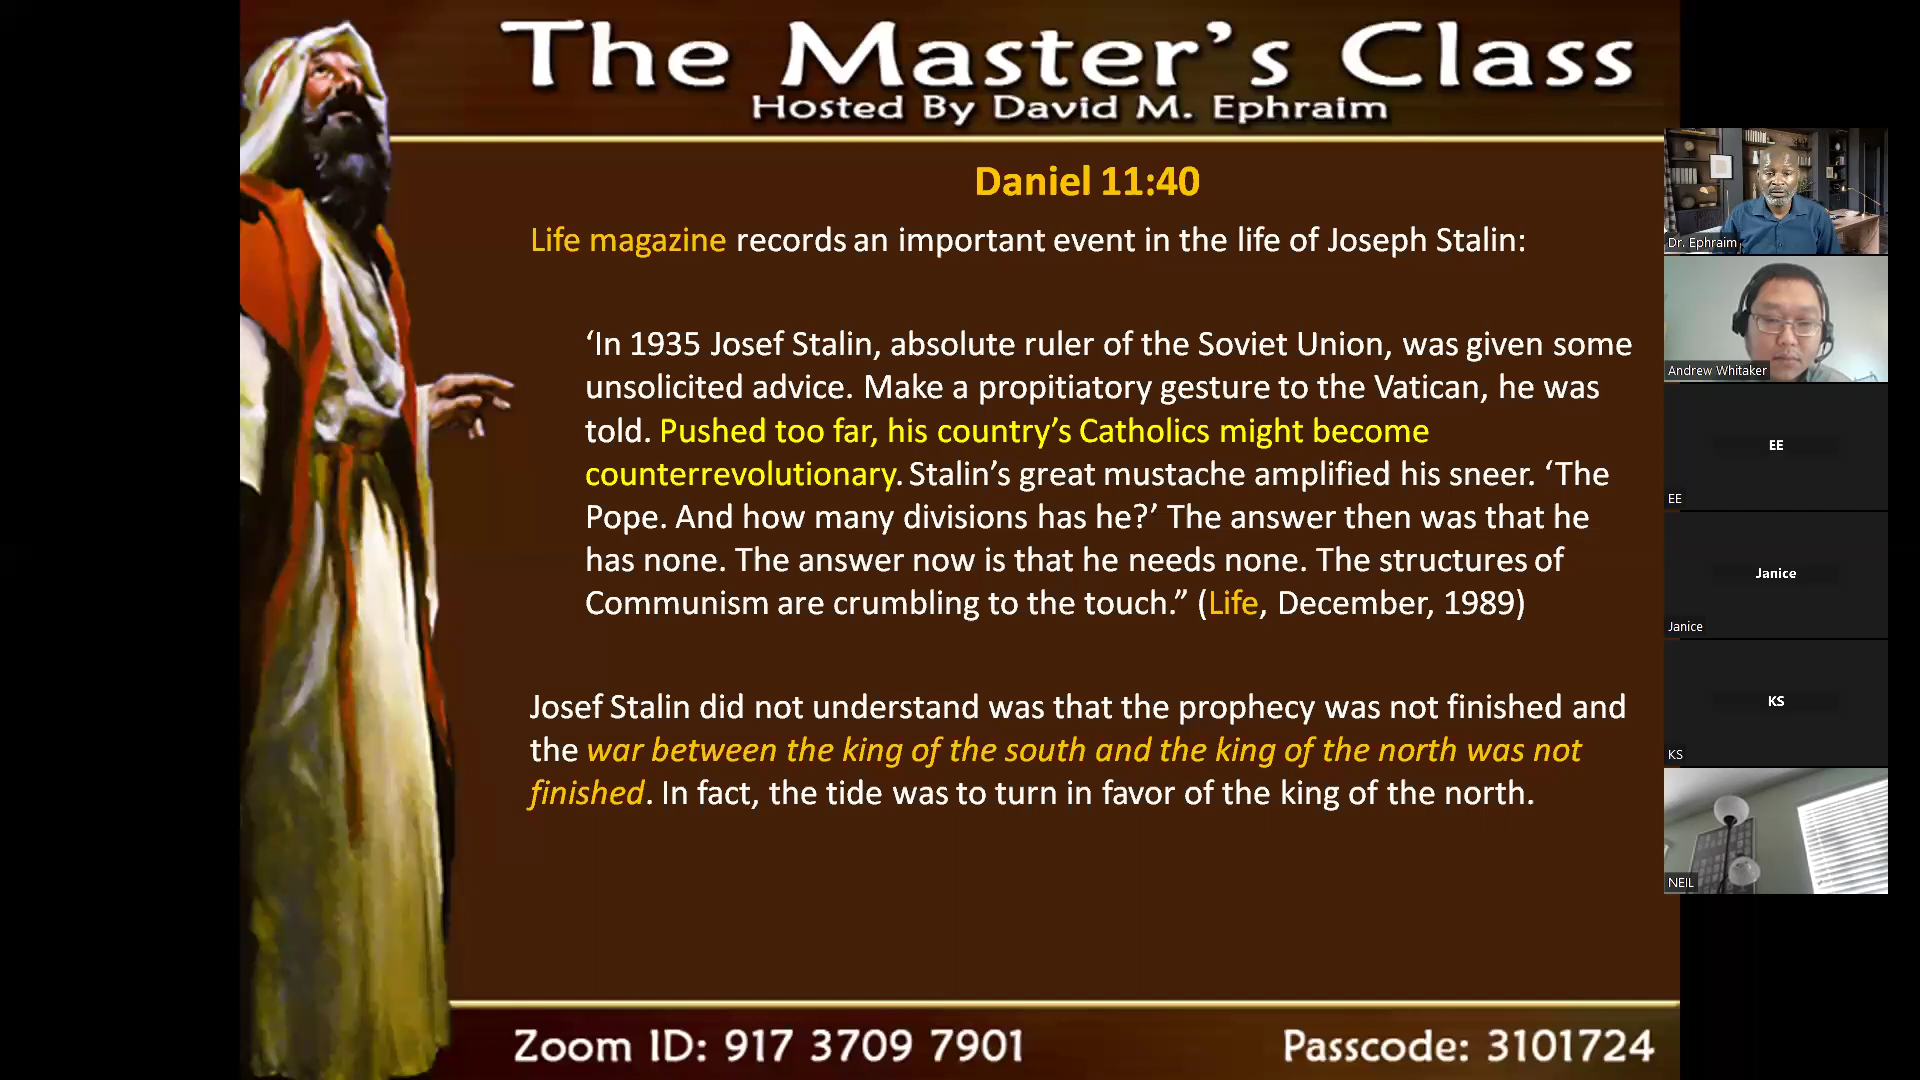 The Master's Class
Hosted By David M. Ephraim
Daniel 11:40
Life magazine records an important event in the life of Joseph Stalin:
‘In 1935 Josef Stalin, absolute ruler of the Soviet Union, was given some
unsolicited advice. Make a propitiatory gesture to the Vatican, he was
told. Pushed too far, his country’s Catholics might become
counterrevolutionary. Stalin’s great mustache amplified his sneer. ‘The
Pope. And how many divisions has he?’ The answer then was that he
has none. The answer now is that he needs none. The structures of
Communism are crumbling to the touch.” (Life, December, 1989)
Josef Stalin did not understand was that the prophecy was not finished and
the war between the king of the south and the king of the north was not
finished. In fact, the tide was to turn in favor of the king of the north.
Zoom ID: 917 3709 7901
Passcode: 3101724
Dr. Ephraim
Andrew Whitaker
EE
EE
Janice
Janice
KS
KS
NEIL